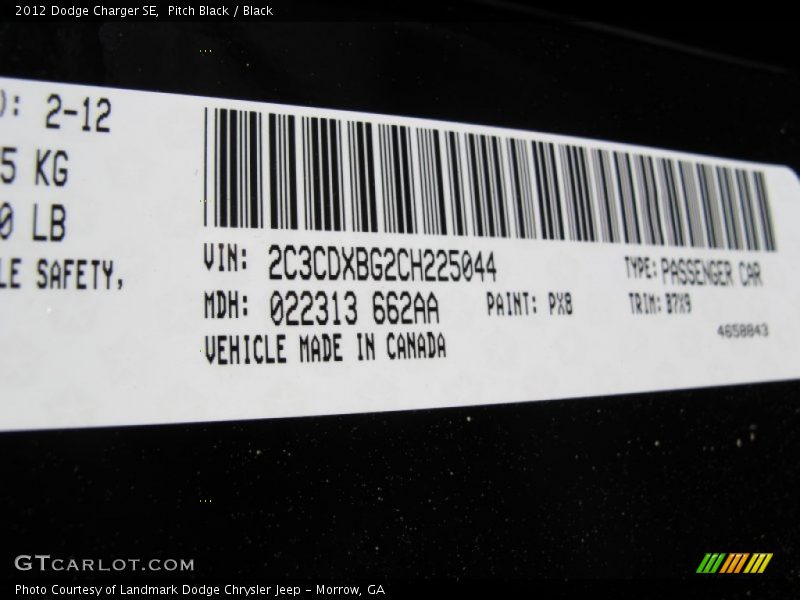 2012 Dodge Charger SE, Pitch Black / Black
): 2-12
5 KG
0 LB
LE SAFETY,
VIN: 2C3CDXBG2CH225044 TYPE: PASSENGER CAR
MDH: 022313 662AA PAINT: PX8 TRIM: B7X9
VEHICLE MADE IN CANADA 4658843
GTCARLOT.COM
Photo Courtesy of Landmark Dodge Chrysler Jeep - Morrow, GA